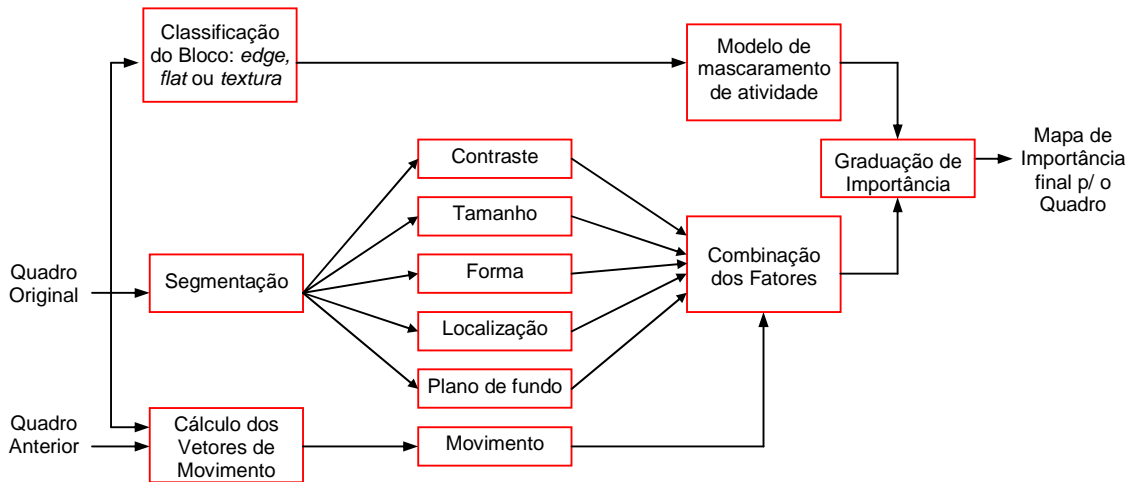 Classificação
do Bloco: edge,
flat ou textura
Modelo de
mascaramento
de atividade
Contraste
Graduação de
Importância
Mapa de
Importância
final p/ o
Quadro
Tamanho
Quadro
Original
Segmentação
Forma
Combinação
dos Fatores
Localização
Plano de fundo
Quadro
Anterior
Cálculo dos
Vetores de
Movimento
Movimento